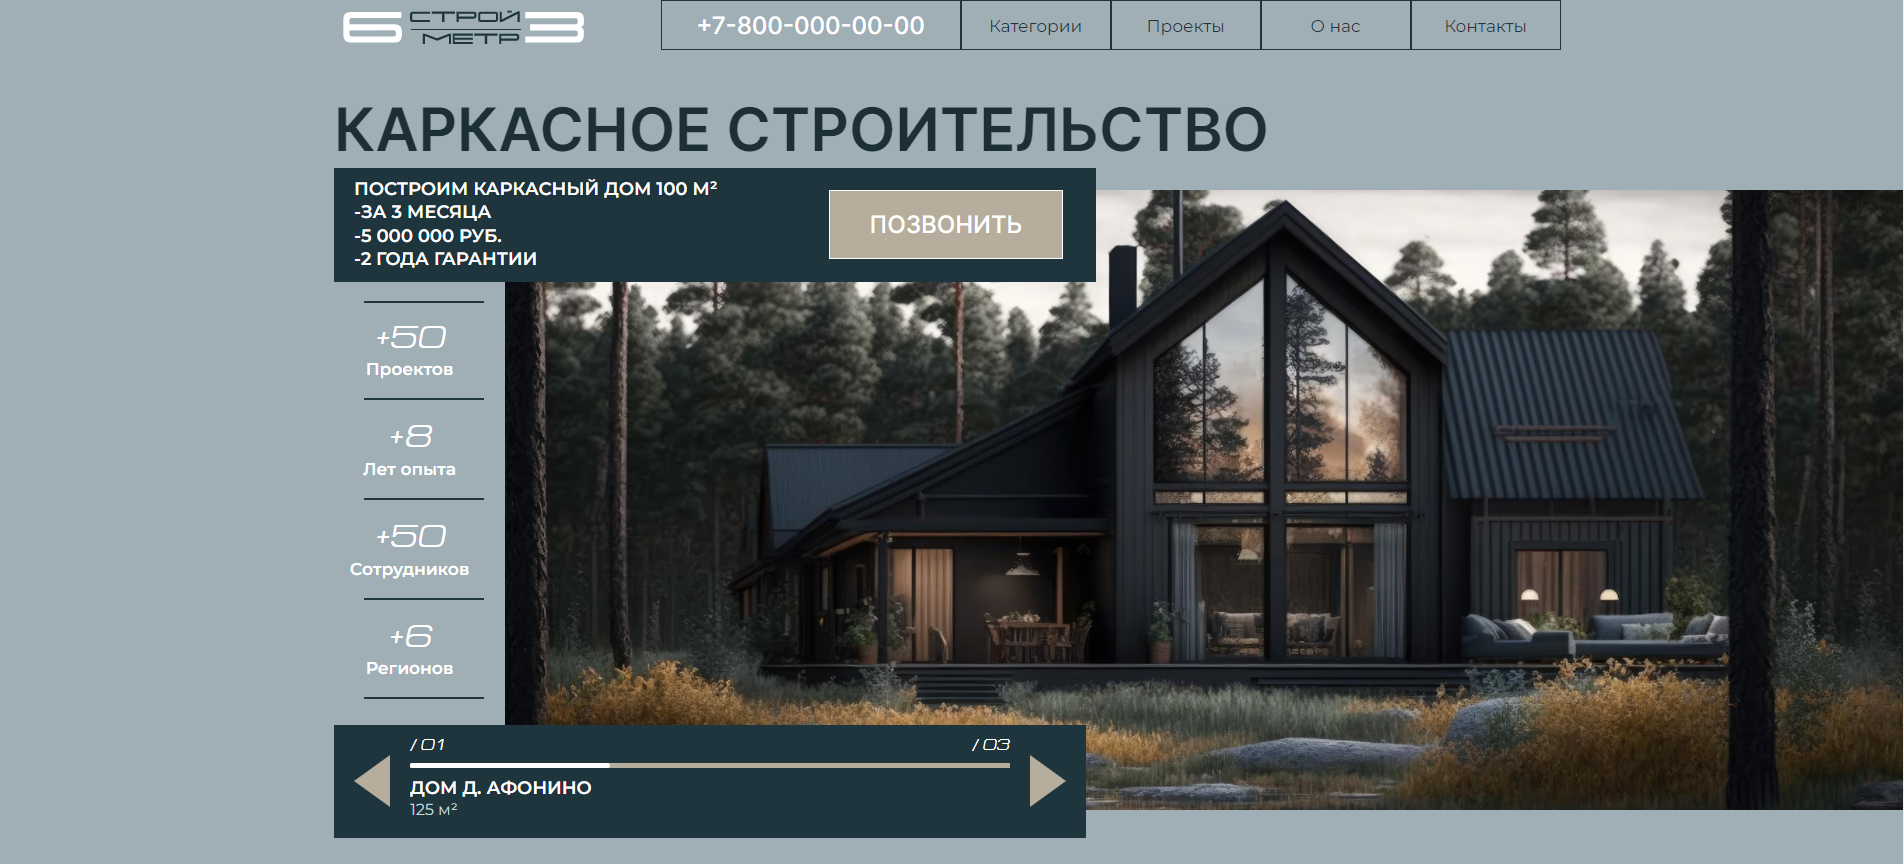 6 СТРОЙ МЕТР 3
+7-800-000-00-00
Категории
Проекты
О нас
Контакты
КАРКАСНОЕ СТРОИТЕЛЬСТВО
ПОСТРОИМ КАРКАСНЫЙ ДОМ 100 М²
-ЗА 3 МЕСЯЦА
-5 000 000 РУБ.
-2 ГОДА ГАРАНТИИ
ПОЗВОНИТЬ
+50
Проектов
+8
Лет опыта
+50
Сотрудников
+6
Регионов
/ 01
/ 03
ДОМ Д. АФОНИНО
125 м²